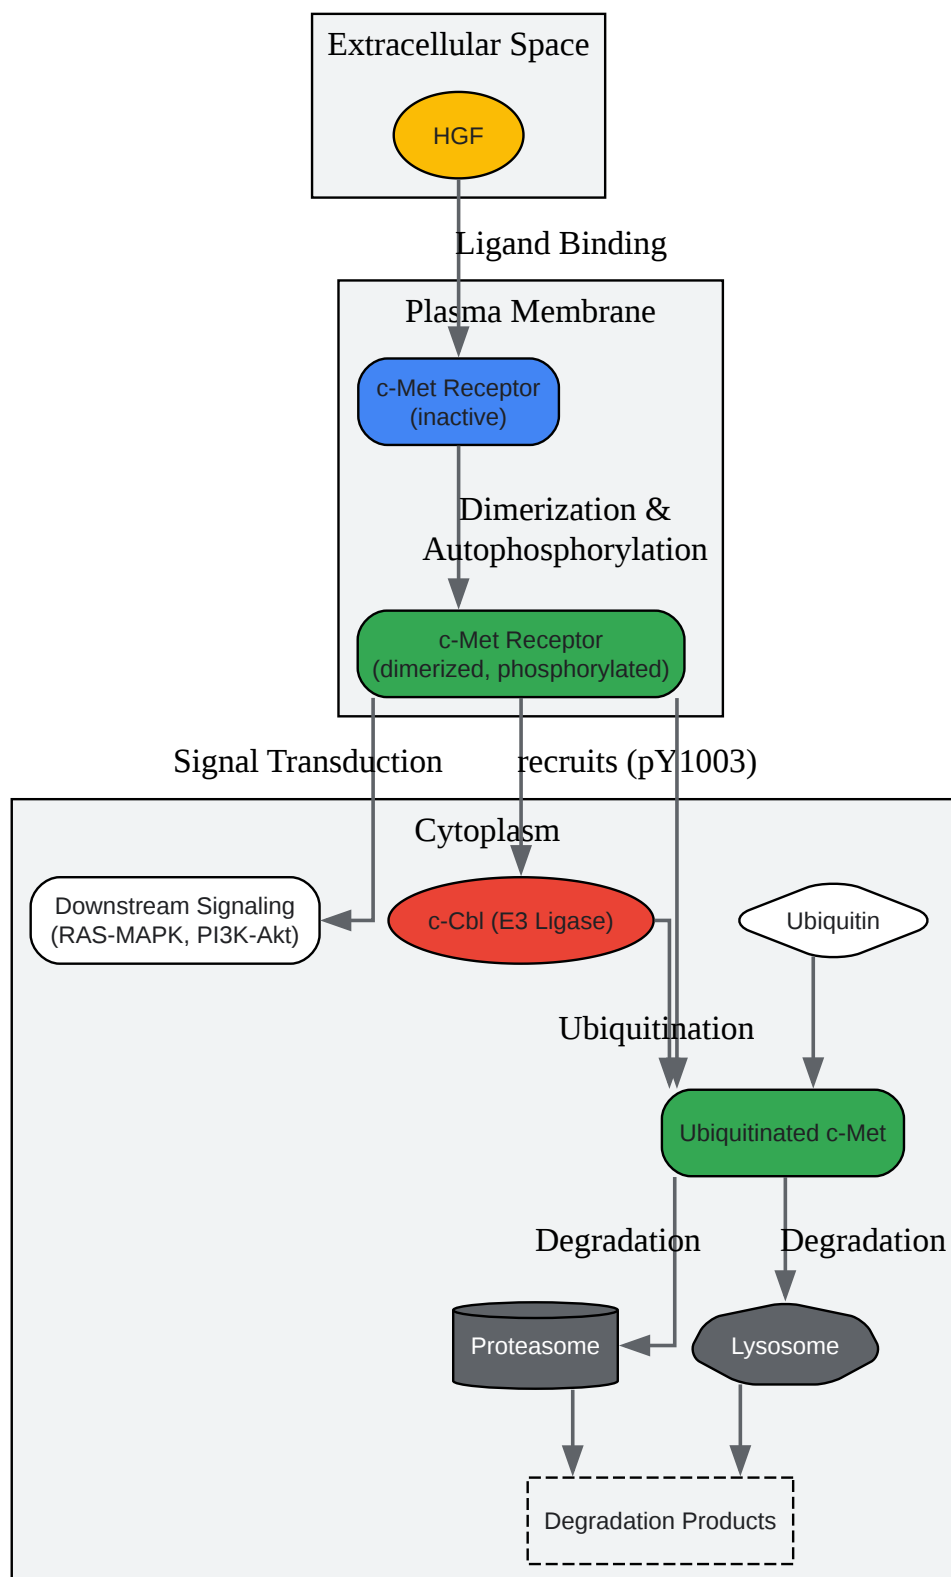 Extracellular Space
HGF
Ligand Binding
Plasma Membrane
c-Met Receptor
(inactive)
Dimerization &
Autophosphorylation
c-Met Receptor
(dimerized, phosphorylated)
Signal Transduction
recruits (pY1003)
Cytoplasm
Downstream Signaling
(RAS-MAPK, PI3K-Akt)
c-Cbl (E3 Ligase)
Ubiquitin
Ubiquitination
Ubiquitinated c-Met
Degradation
Degradation
Proteasome
Lysosome
Degradation Products